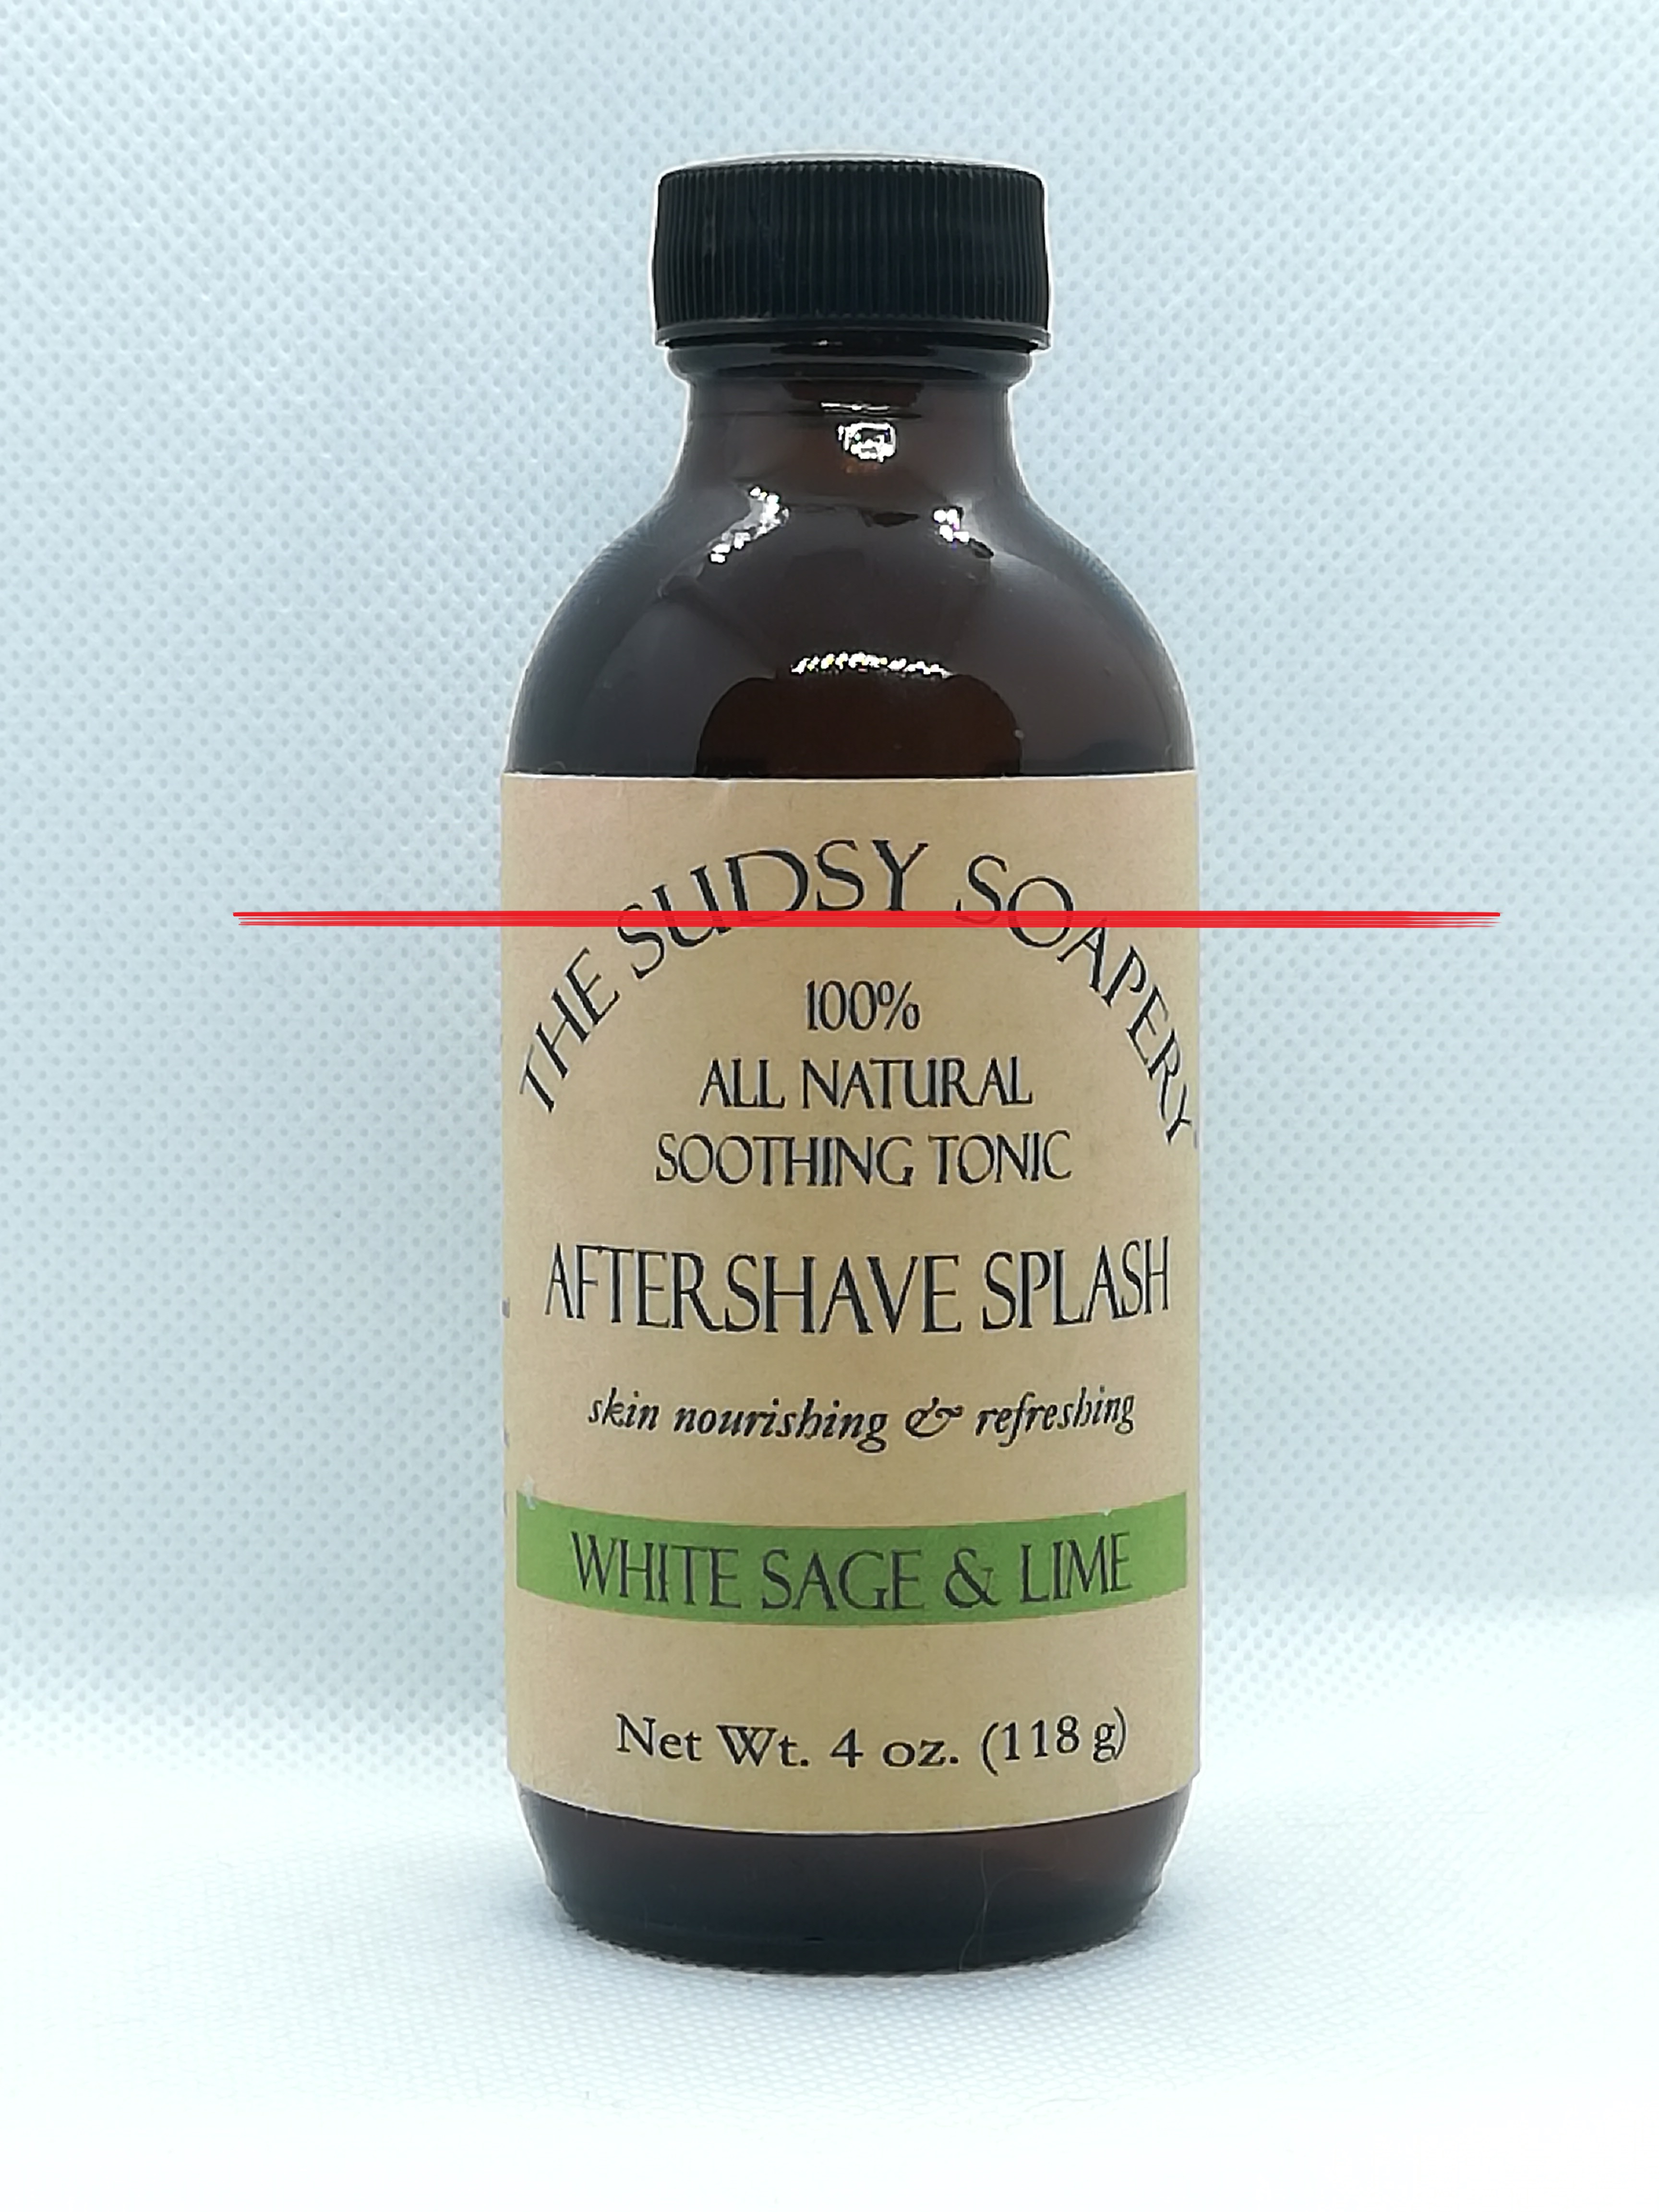 THE SUDSY SOAPERY
100%
ALL NATURAL
SOOTHING TONIC
AFTERSHAVE SPLASH
skin nourishing & refreshing
WHITE SAGE & LIME
Net Wt. 4 oz. (118 g)